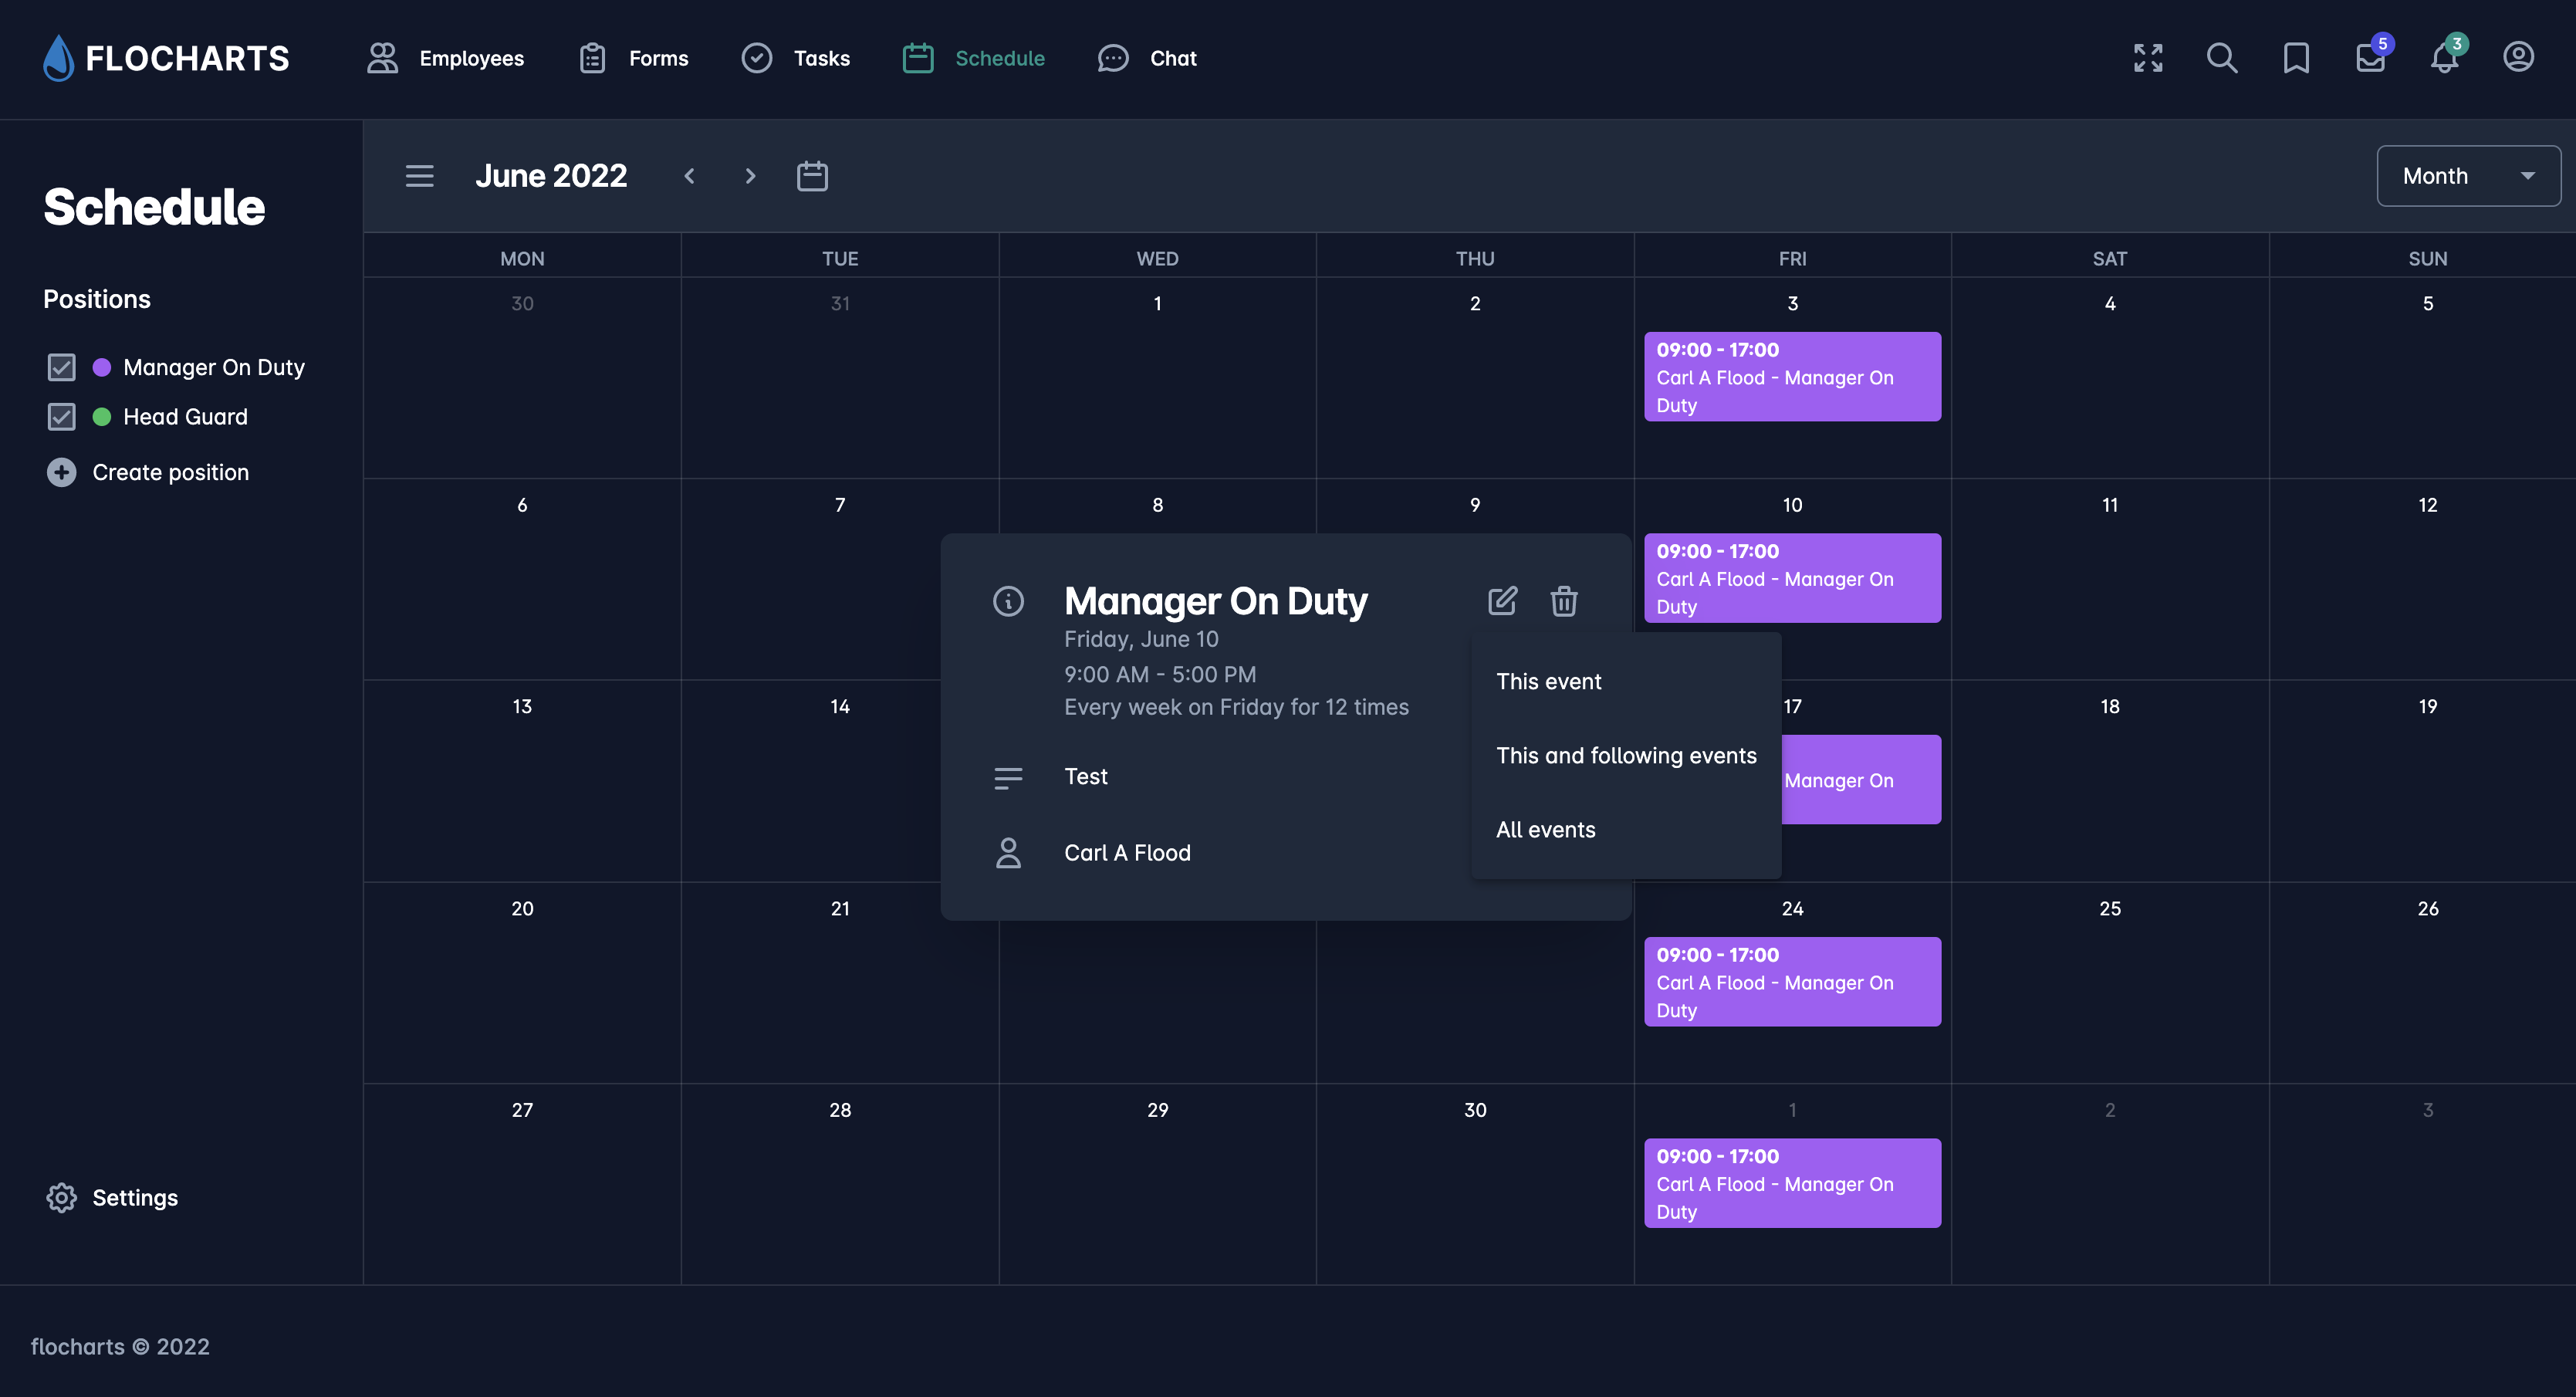 FLOCHARTS
Employees
Forms
Tasks
Schedule
Chat
5
3
Schedule
Positions
Manager On Duty
Head Guard
Create position
Settings
June 2022
Month
MON TUE WED THU FRI SAT SUN
30 31 1 2 3 4 5
09:00 - 17:00
Carl A Flood - Manager On
Duty
6 7 8 9 10 11 12
09:00 - 17:00
Carl A Flood - Manager On
Duty
Manager On Duty
Friday, June 10
9:00 AM - 5:00 PM
Every week on Friday for 12 times
Test
Carl A Flood
This event
This and following events
All events
13 14 17 18 19
Manager On
20 21 24 25 26
09:00 - 17:00
Carl A Flood - Manager On
Duty
27 28 29 30 1 2 3
09:00 - 17:00
Carl A Flood - Manager On
Duty
flocharts © 2022